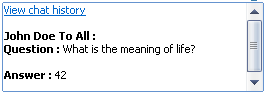 View chat history
John Doe To All :
Question : What is the meaning of life?
Answer : 42